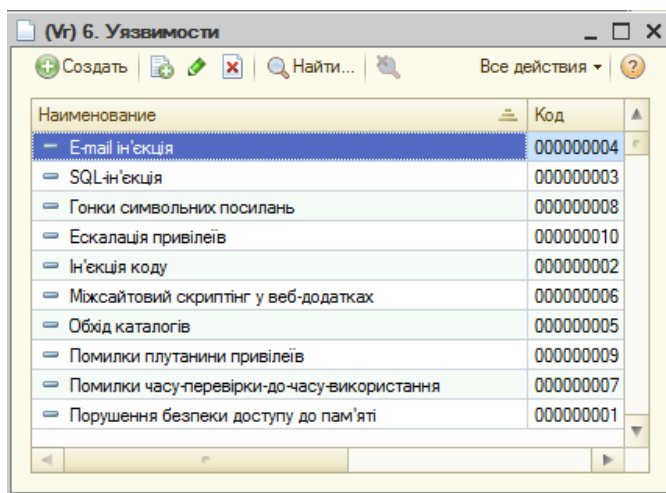 (Vr) 6. Уязвимости
Создать Найти... Все действия
Наименование Код
E-mail ін'єкція 000000004
SQL-ін'єкція 000000003
Гонки символьних посилань 000000008
Ескалація привілеїв 000000010
Ін'єкція коду 000000002
Міжсайтовий скриптінг у веб-додатках 000000006
Обхід каталогів 000000005
Помилки плутанини привілеїв 000000009
Помилки часу-перевірки-до-часу-використання 000000007
Порушення безпеки доступу до пам'яті 000000001